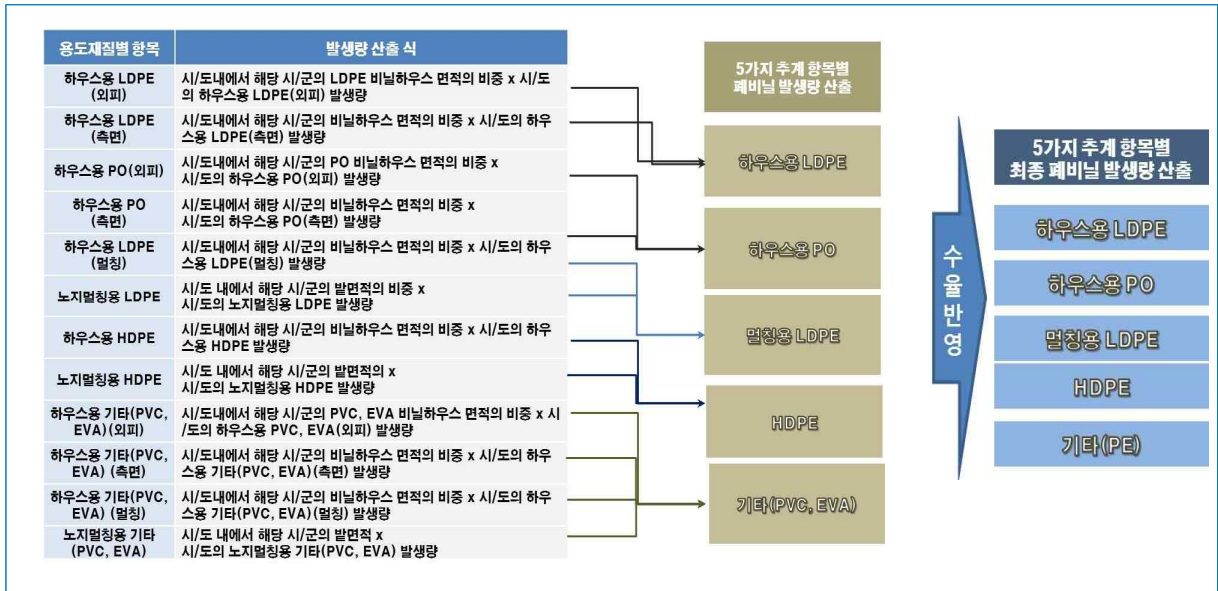 용도재질별 항목
발생량 산출 식
하우스용 LDPE
(외피)
시/도내에서 해당 시/군의 LDPE 비닐하우스 면적의 비중 x 시/도
의 하우스용 LDPE(외피) 발생량
하우스용 LDPE
(측면)
시/도내에서 해당 시/군의 비닐하우스 면적의 비중 x 시/도의 하우
스용 LDPE(측면) 발생량
하우스용 PO(외피)
시/도내에서 해당 시/군의 PO 비닐하우스 면적의 비중 x
시/도의 하우스용 PO(외피) 발생량
하우스용 PO
(측면)
시/도내에서 해당 시/군의 비닐하우스 면적의 비중 x
시/도의 하우스용 PO(측면) 발생량
하우스용 LDPE
(멀칭)
시/도내에서 해당 시/군의 비닐하우스 면적의 비중 x 시/도의 하우
스용 LDPE(멀칭) 발생량
노지멀칭용 LDPE
시/도 내에서 해당 시/군의 밭면적의 비중 x
시/도의 노지멀칭용 LDPE 발생량
하우스용 HDPE
시/도내에서 해당 시/군의 비닐하우스 면적의 비중 x 시/도의 하우
스용 HDPE 발생량
노지멀칭용 HDPE
시/도 내에서 해당 시/군의 밭면적의 x
시/도의 노지멀칭용 HDPE 발생량
하우스용 기타(PVC,
EVA)(외피)
시/도내에서 해당 시/군의 PVC, EVA 비닐하우스 면적의 비중 x 시
/도의 하우스용 PVC, EVA(외피) 발생량
하우스용 기타(PVC,
EVA) (측면)
시/도내에서 해당 시/군의 비닐하우스 면적의 비중 x 시/도의 하우
스용 기타(PVC, EVA)(측면) 발생량
하우스용 기타(PVC,
EVA) (멀칭)
시/도내에서 해당 시/군의 비닐하우스 면적의 비중 x 시/도의 하우
스용 기타(PVC, EVA)(멀칭) 발생량
노지멀칭용 기타
(PVC, EVA)
시/도 내에서 해당 시/군의 밭면적 x
시/도의 노지멀칭용 기타(PVC, EVA) 발생량
5가지 추계 항목별
폐비닐 발생량 산출
하우스용 LDPE
하우스용 PO
멀칭용 LDPE
HDPE
기타(PVC, EVA)
수율반영
5가지 추계 항목별
최종 폐비닐 발생량 산출
하우스용 LDPE
하우스용 PO
멀칭용 LDPE
HDPE
기타(PE)